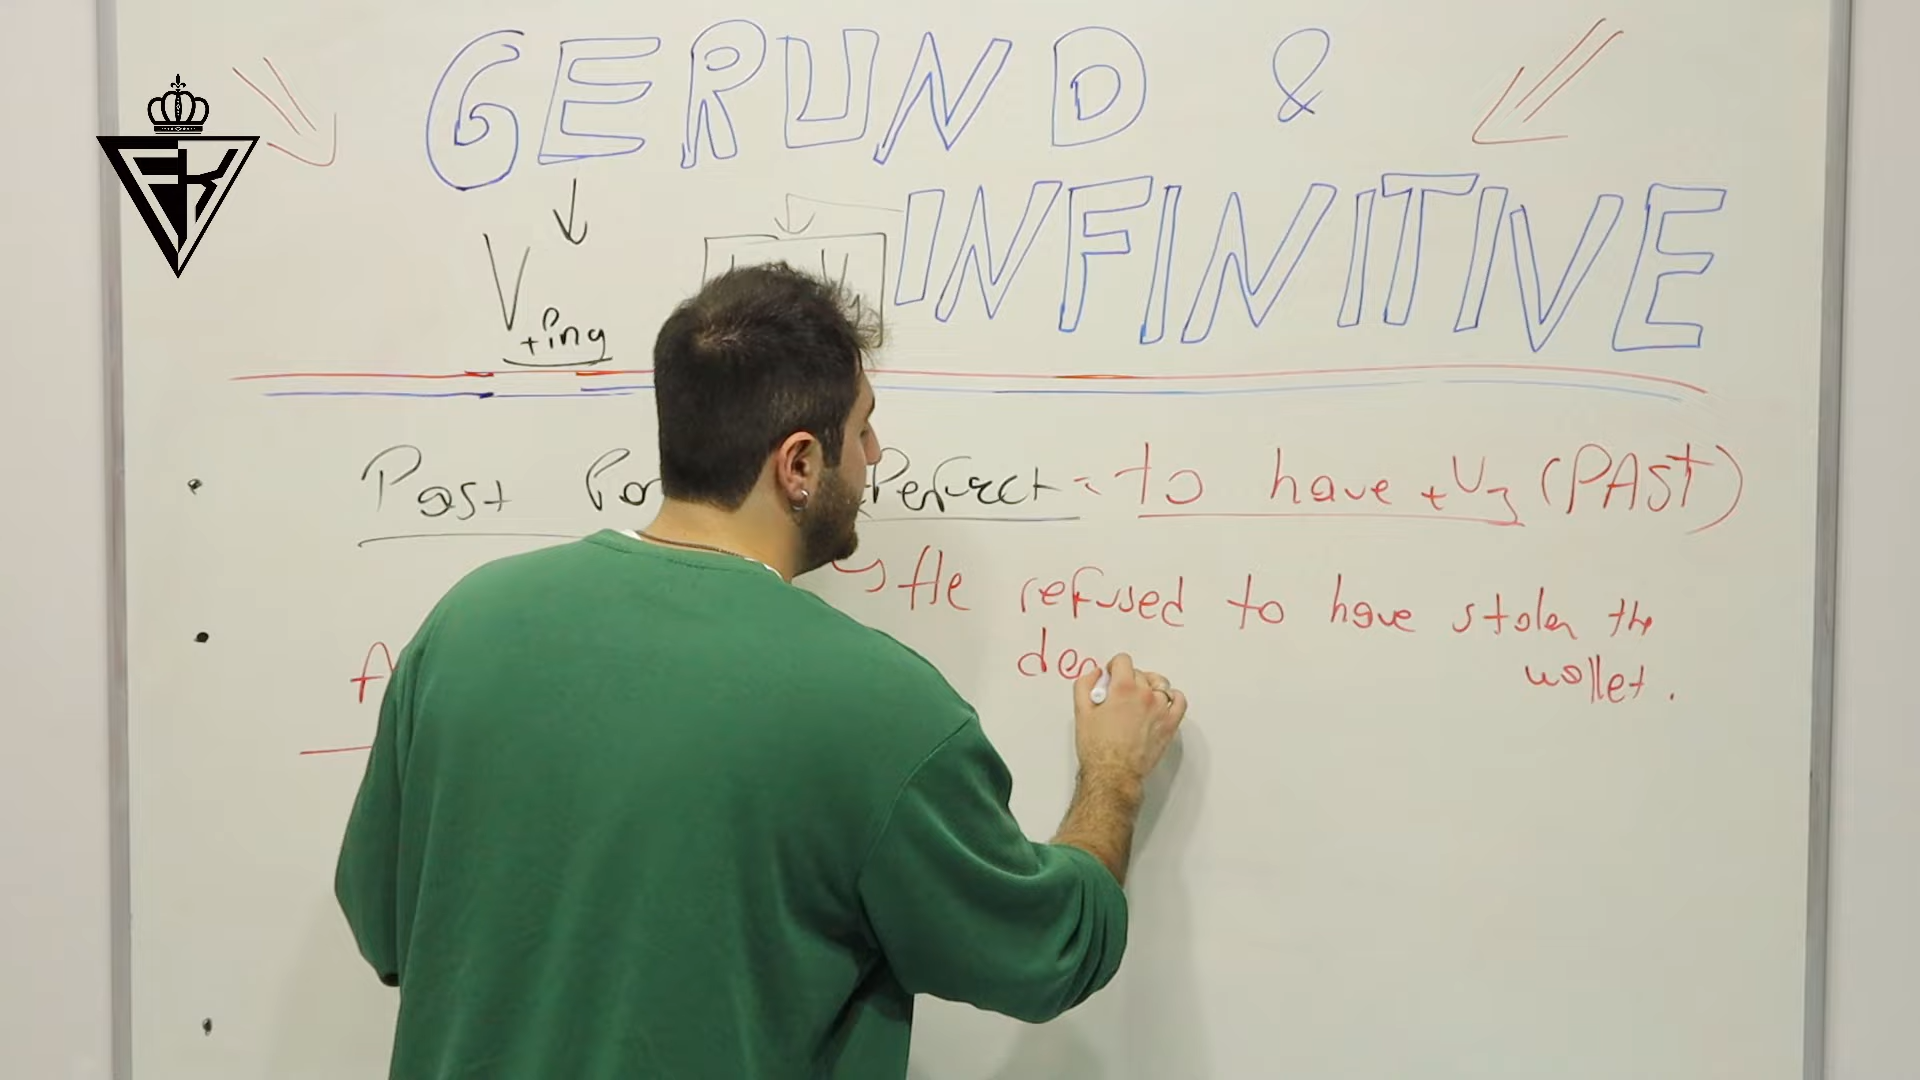 GERUND &
INFINITIVE
V
+ing
Past Perfect = to have + V3 (PAST)
He refused to have stolen the
wallet.